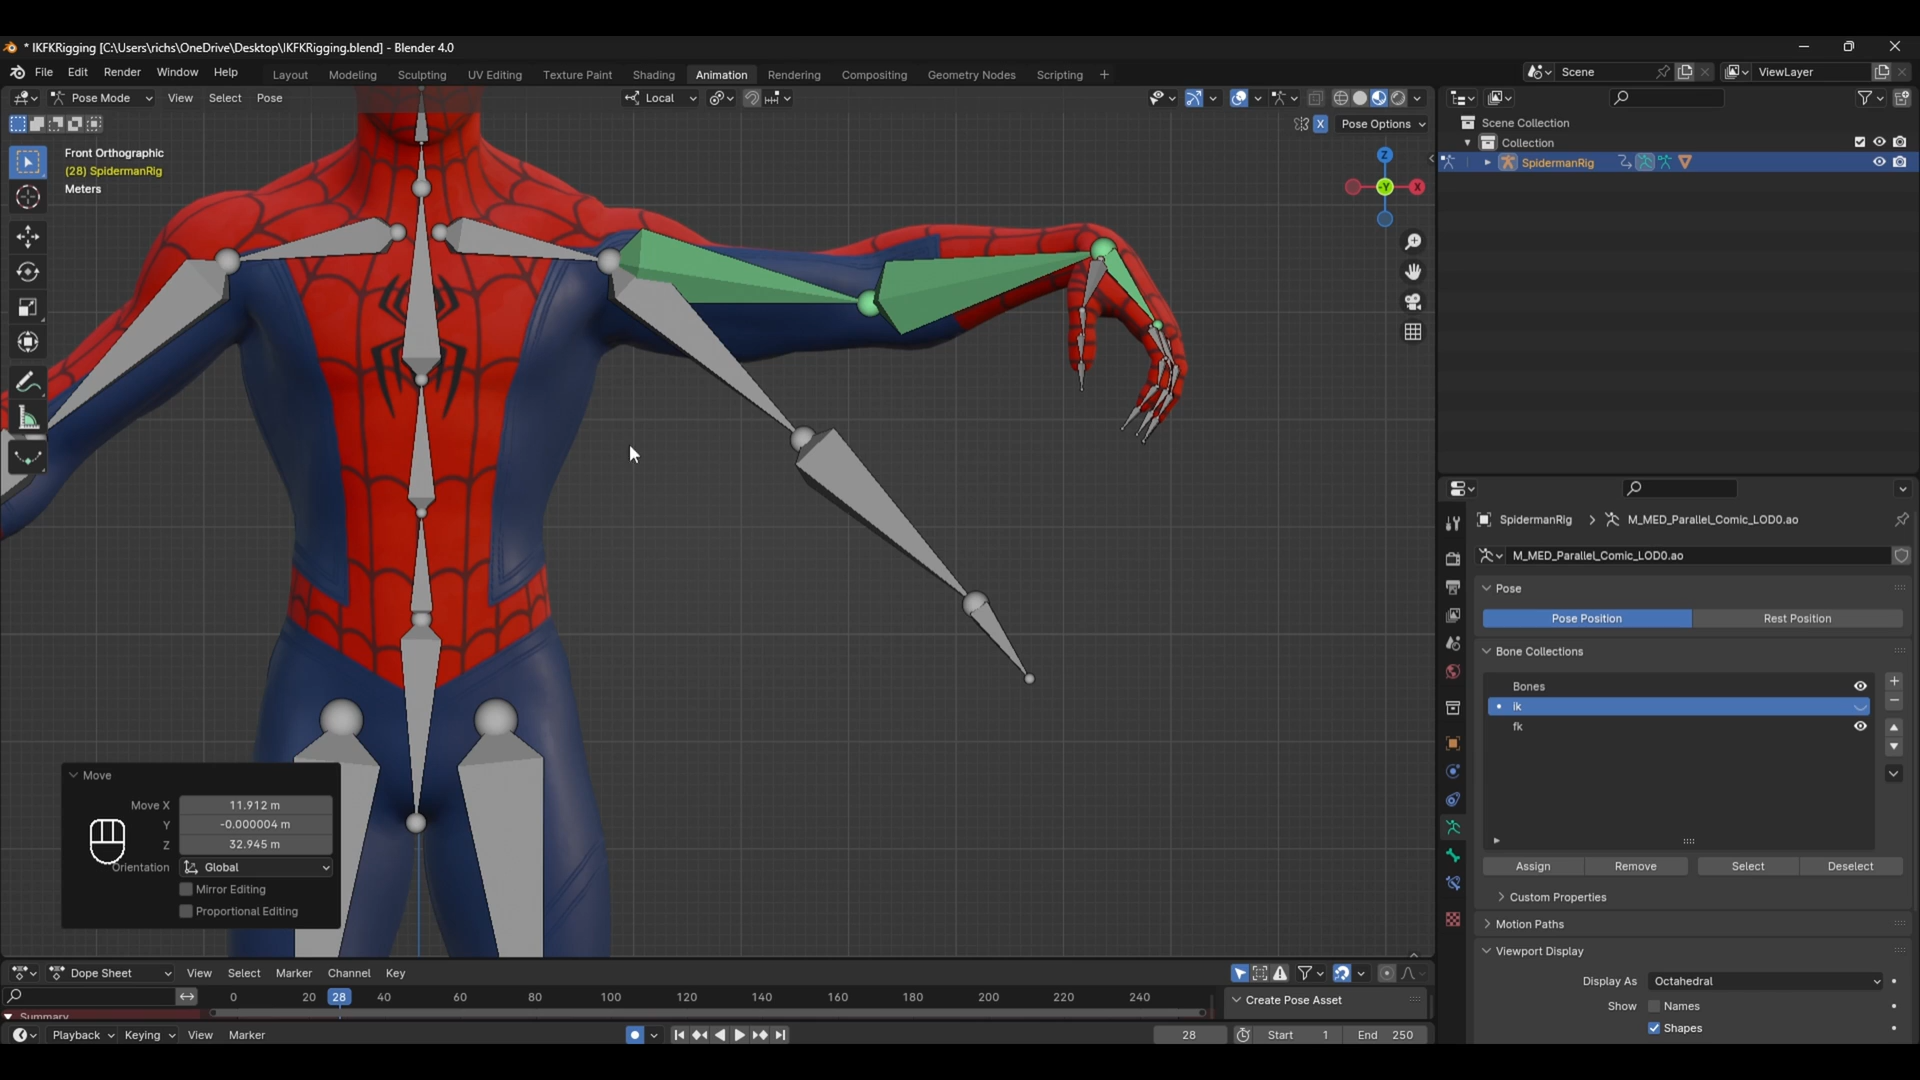 * IKFKRigging [C:\Users\richs\OneDrive\Desktop\IKFKRigging.blend] - Blender 4.0
File Edit Render Window Help Layout Modeling Sculpting UV Editing Texture Paint Shading Animation Rendering Compositing Geometry Nodes Scripting + Scene ViewLayer
Pose Mode View Select Pose Local
X Pose Options
Front Orthographic
(28) SpidermanRig
Meters
Z
-Y X
Scene Collection
Collection
SpidermanRig
SpidermanRig > M_MED_Parallel_Comic_LOD0.ao
M_MED_Parallel_Comic_LOD0.ao
Pose
Pose Position Rest Position
Bone Collections
Bones
ik
fk
Assign Remove Select Deselect
Custom Properties
Motion Paths
Viewport Display
Display As Octahedral
Show Names
Shapes
Move
Move X 11.912 m
Y -0.000004 m
Z 32.945 m
Orientation Global
Mirror Editing
Proportional Editing
Dope Sheet View Select Marker Channel Key
0 20 28 40 60 80 100 120 140 160 180 200 220 240
Create Pose Asset
Summary
Playback Keying View Marker 28 Start 1 End 250